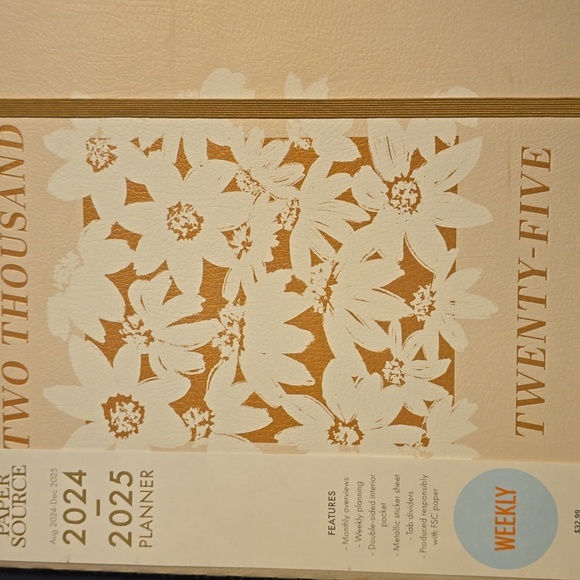 TWO THOUSAND
TWENTY-FIVE
PAPER
SOURCE
Aug 2024-Dec 2025
2024
–
2025
PLANNER
FEATURES
- Monthly overviews
- Weekly planning
- Double-sided interior
pocket
- Metallic sticker sheet
- Tab dividers
- Produced responsibly
with FSC paper
WEEKLY
$32.99